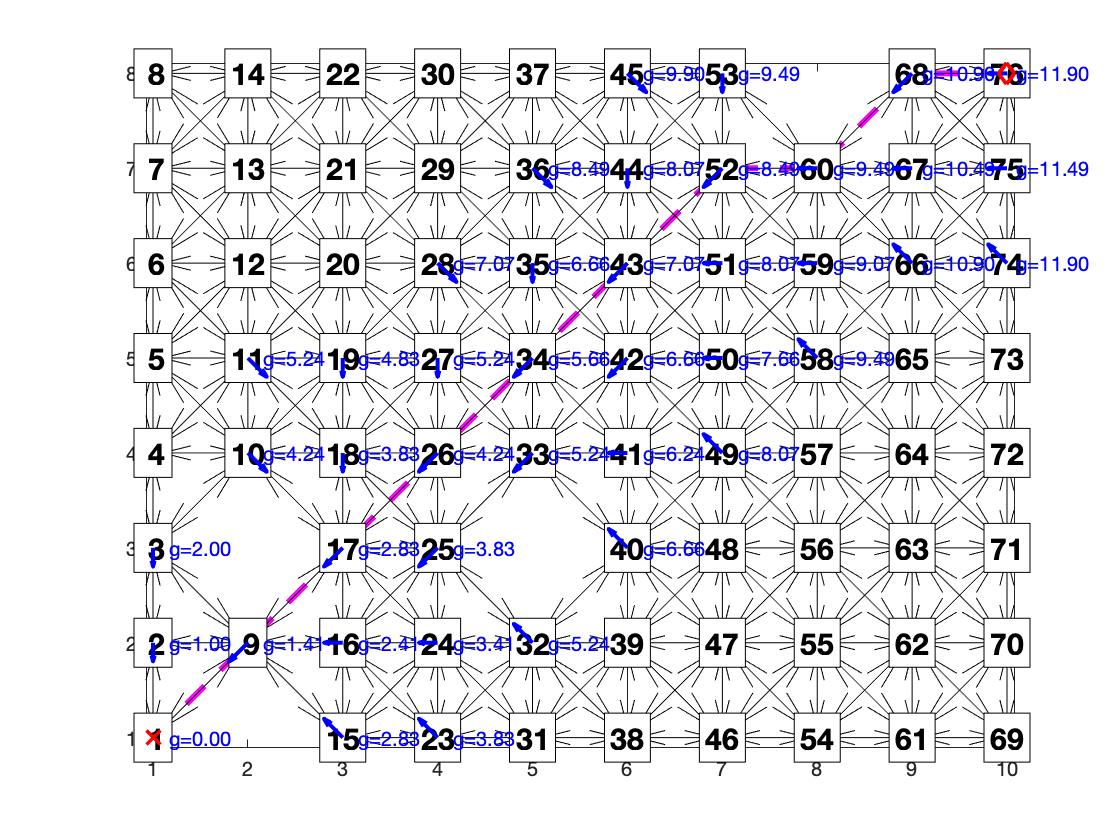 8 8 14 22 30 37 45 g=9.90 53 g=9.49 68 g=10.90 76 g=11.90
7 7 13 21 29 36 g=8.49 44 g=8.07 52 g=8.49 60 g=9.49 67 g=10.49 75 g=11.49
6 6 12 20 28 g=7.07 35 g=6.66 43 g=7.07 51 g=8.07 59 g=9.07 66 g=10.90 74 g=11.90
5 5 11 g=5.24 19 g=4.83 27 g=5.24 34 g=5.66 42 g=6.66 50 g=7.66 58 g=9.49 65 73
4 4 10 g=4.24 18 g=3.83 26 g=4.24 33 g=5.24 41 g=6.24 49 g=8.07 57 64 72
3 3 g=2.00 17 g=2.83 25 g=3.83 40 g=6.66 48 56 63 71
2 2 g=1.00 9 g=1.41 16 g=2.41 24 g=3.41 32 g=5.24 39 47 55 62 70
1 1 g=0.00 15 g=2.83 23 g=3.83 31 38 46 54 61 69
1 2 3 4 5 6 7 8 9 10